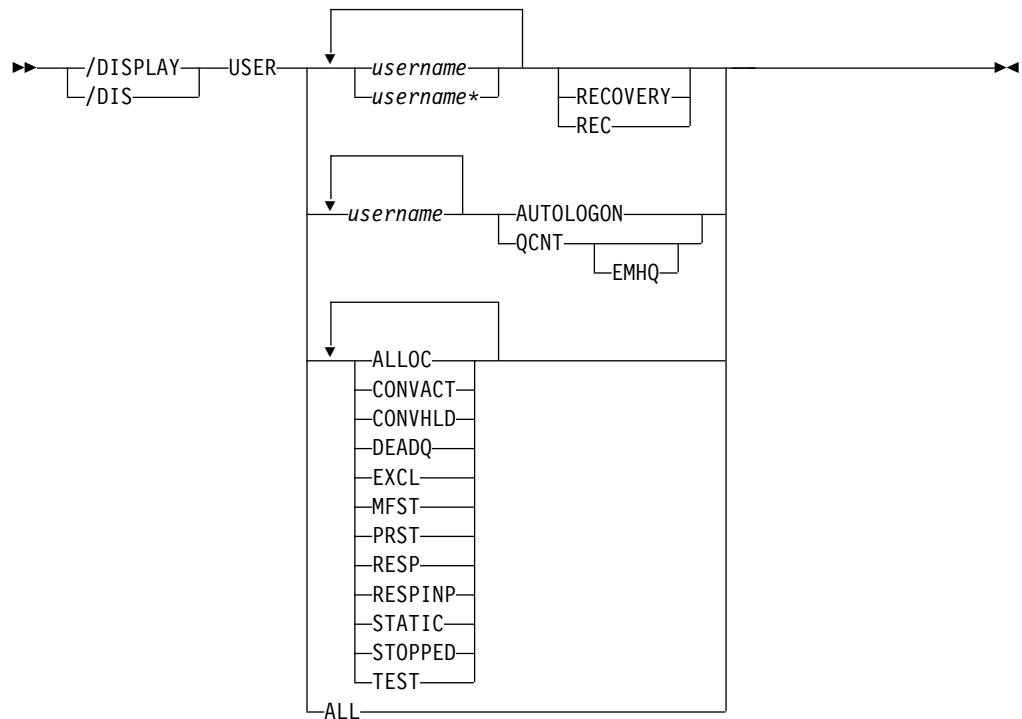 /DISPLAY USER username
/DIS username*
RECOVERY
REC
username AUTOLOGON
QCNT
EMHQ
ALLOC
CONVACT
CONVHLD
DEADQ
EXCL
MFST
PRST
RESP
RESPINP
STATIC
STOPPED
TEST
ALL